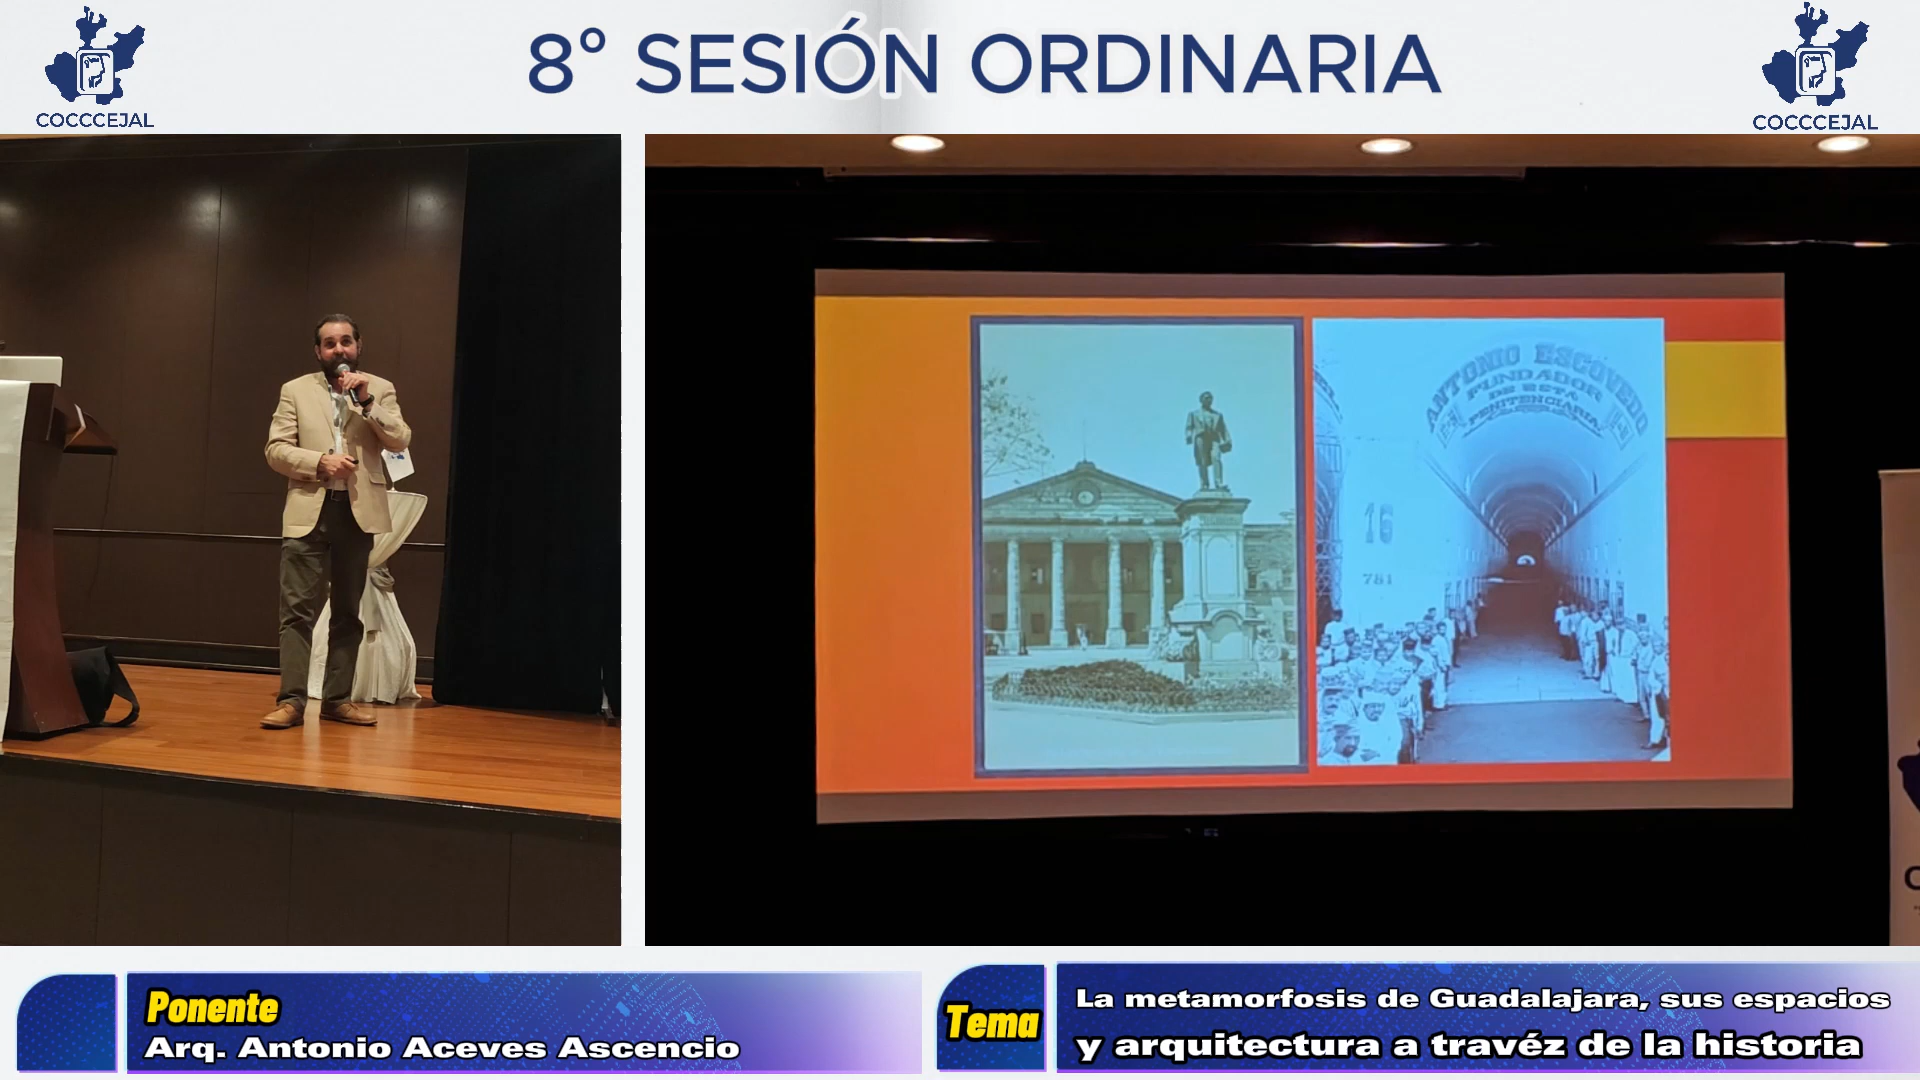 8° SESIÓN ORDINARIA
COCCCEJAL
COCCCEJAL
ANTONIO ESCOVEDO
FUNDADOR
DE ESTA
PENITENCIARIA
16
781
Ponente
Arq. Antonio Aceves Ascencio
Tema
La metamorfosis de Guadalajara, sus espacios
y arquitectura a travéz de la historia